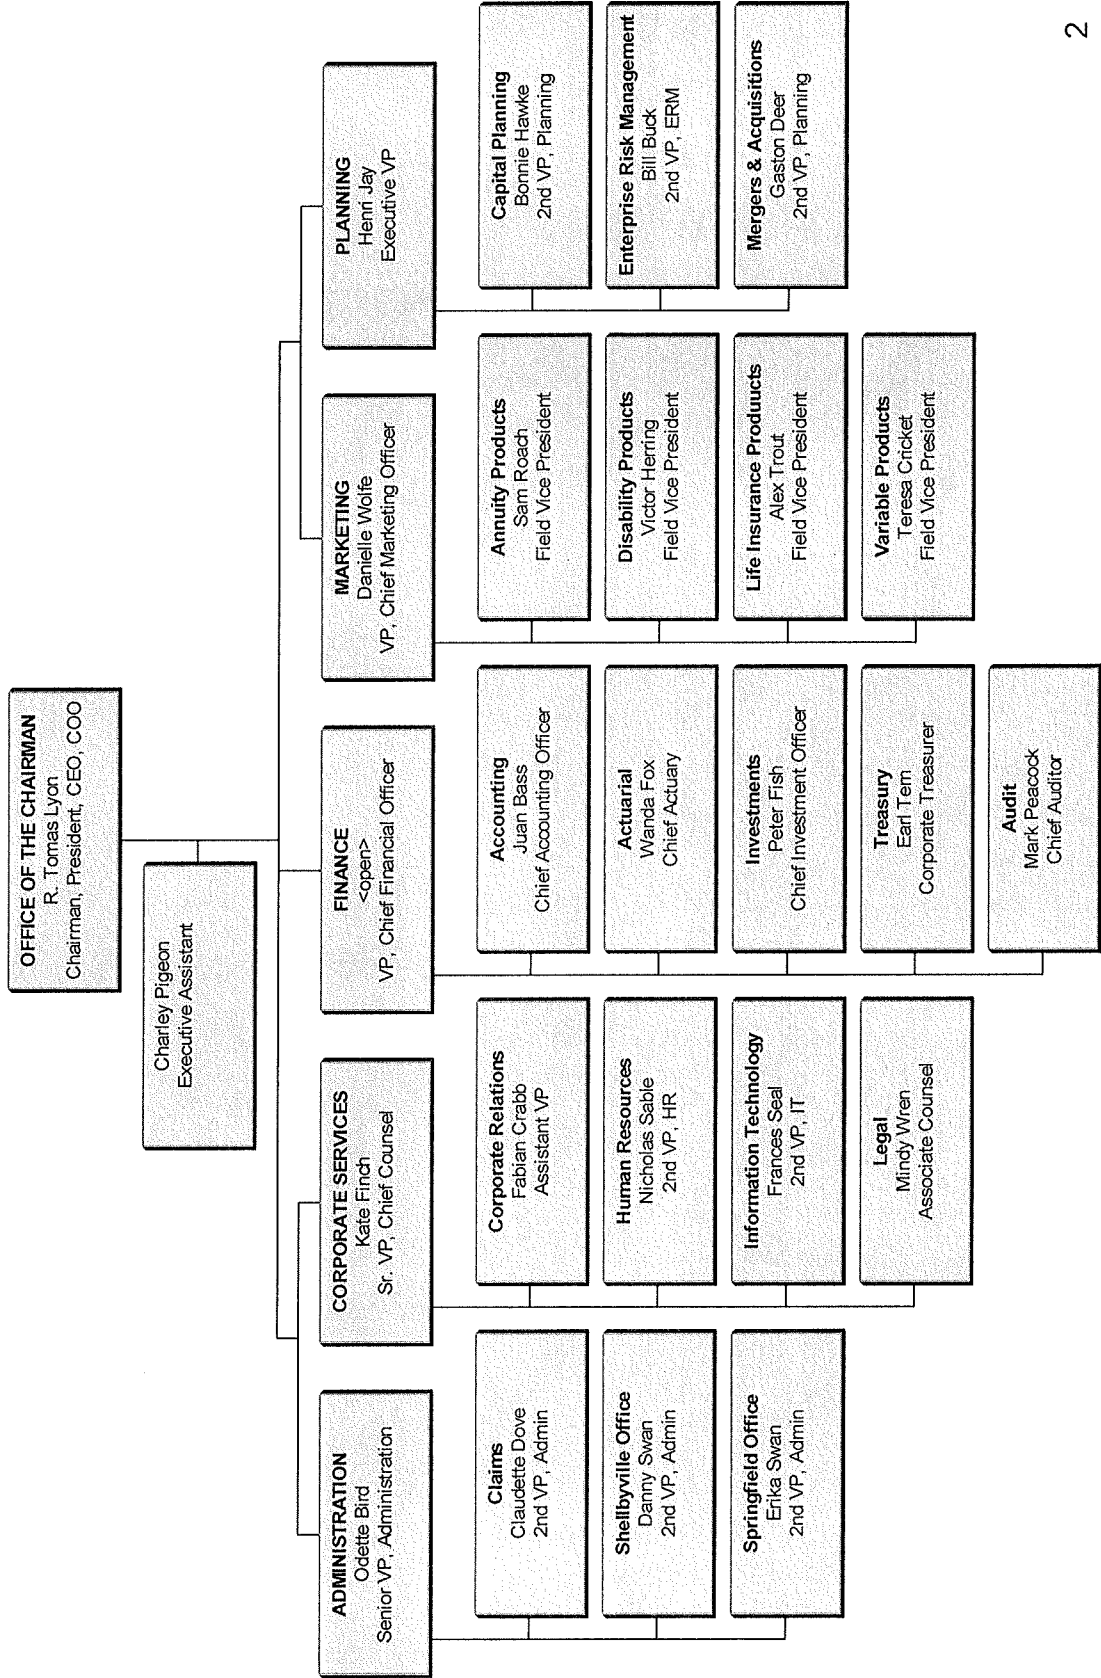 OFFICE OF THE CHAIRMAN
R. Tomas Lyon
Chairman, President, CEO, COO
Charley Pigeon
Executive Assistant
ADMINISTRATION
Odette Bird
Senior VP, Administration
Claims
Claudette Dove
2nd VP, Admin
Shellbyville Office
Danny Swan
2nd VP, Admin
Springfield Office
Erika Swan
2nd VP, Admin
CORPORATE SERVICES
Kate Finch
Sr. VP, Chief Counsel
Corporate Relations
Fabian Crabb
Assistant VP
Human Resources
Nicholas Sable
2nd VP, HR
Information Technology
Frances Seal
2nd VP, IT
Legal
Mindy Wren
Associate Counsel
FINANCE
<open>
VP, Chief Financial Officer
Accounting
Juan Bass
Chief Accounting Officer
Actuarial
Wanda Fox
Chief Actuary
Investments
Peter Fish
Chief Investment Officer
Treasury
Earl Tern
Corporate Treasurer
Audit
Mark Peacock
Chief Auditor
MARKETING
Danielle Wolfe
VP, Chief Marketing Officer
Annuity Products
Sam Roach
Field Vice President
Disability Products
Victor Herring
Field Vice President
Life Insurance Produucts
Alex Trout
Field Vice President
Variable Products
Teresa Cricket
Field Vice President
PLANNING
Henri Jay
Executive VP
Capital Planning
Bonnie Hawke
2nd VP, Planning
Enterprise Risk Management
Bill Buck
2nd VP, ERM
Mergers & Acquisitions
Gaston Deer
2nd VP, Planning
2